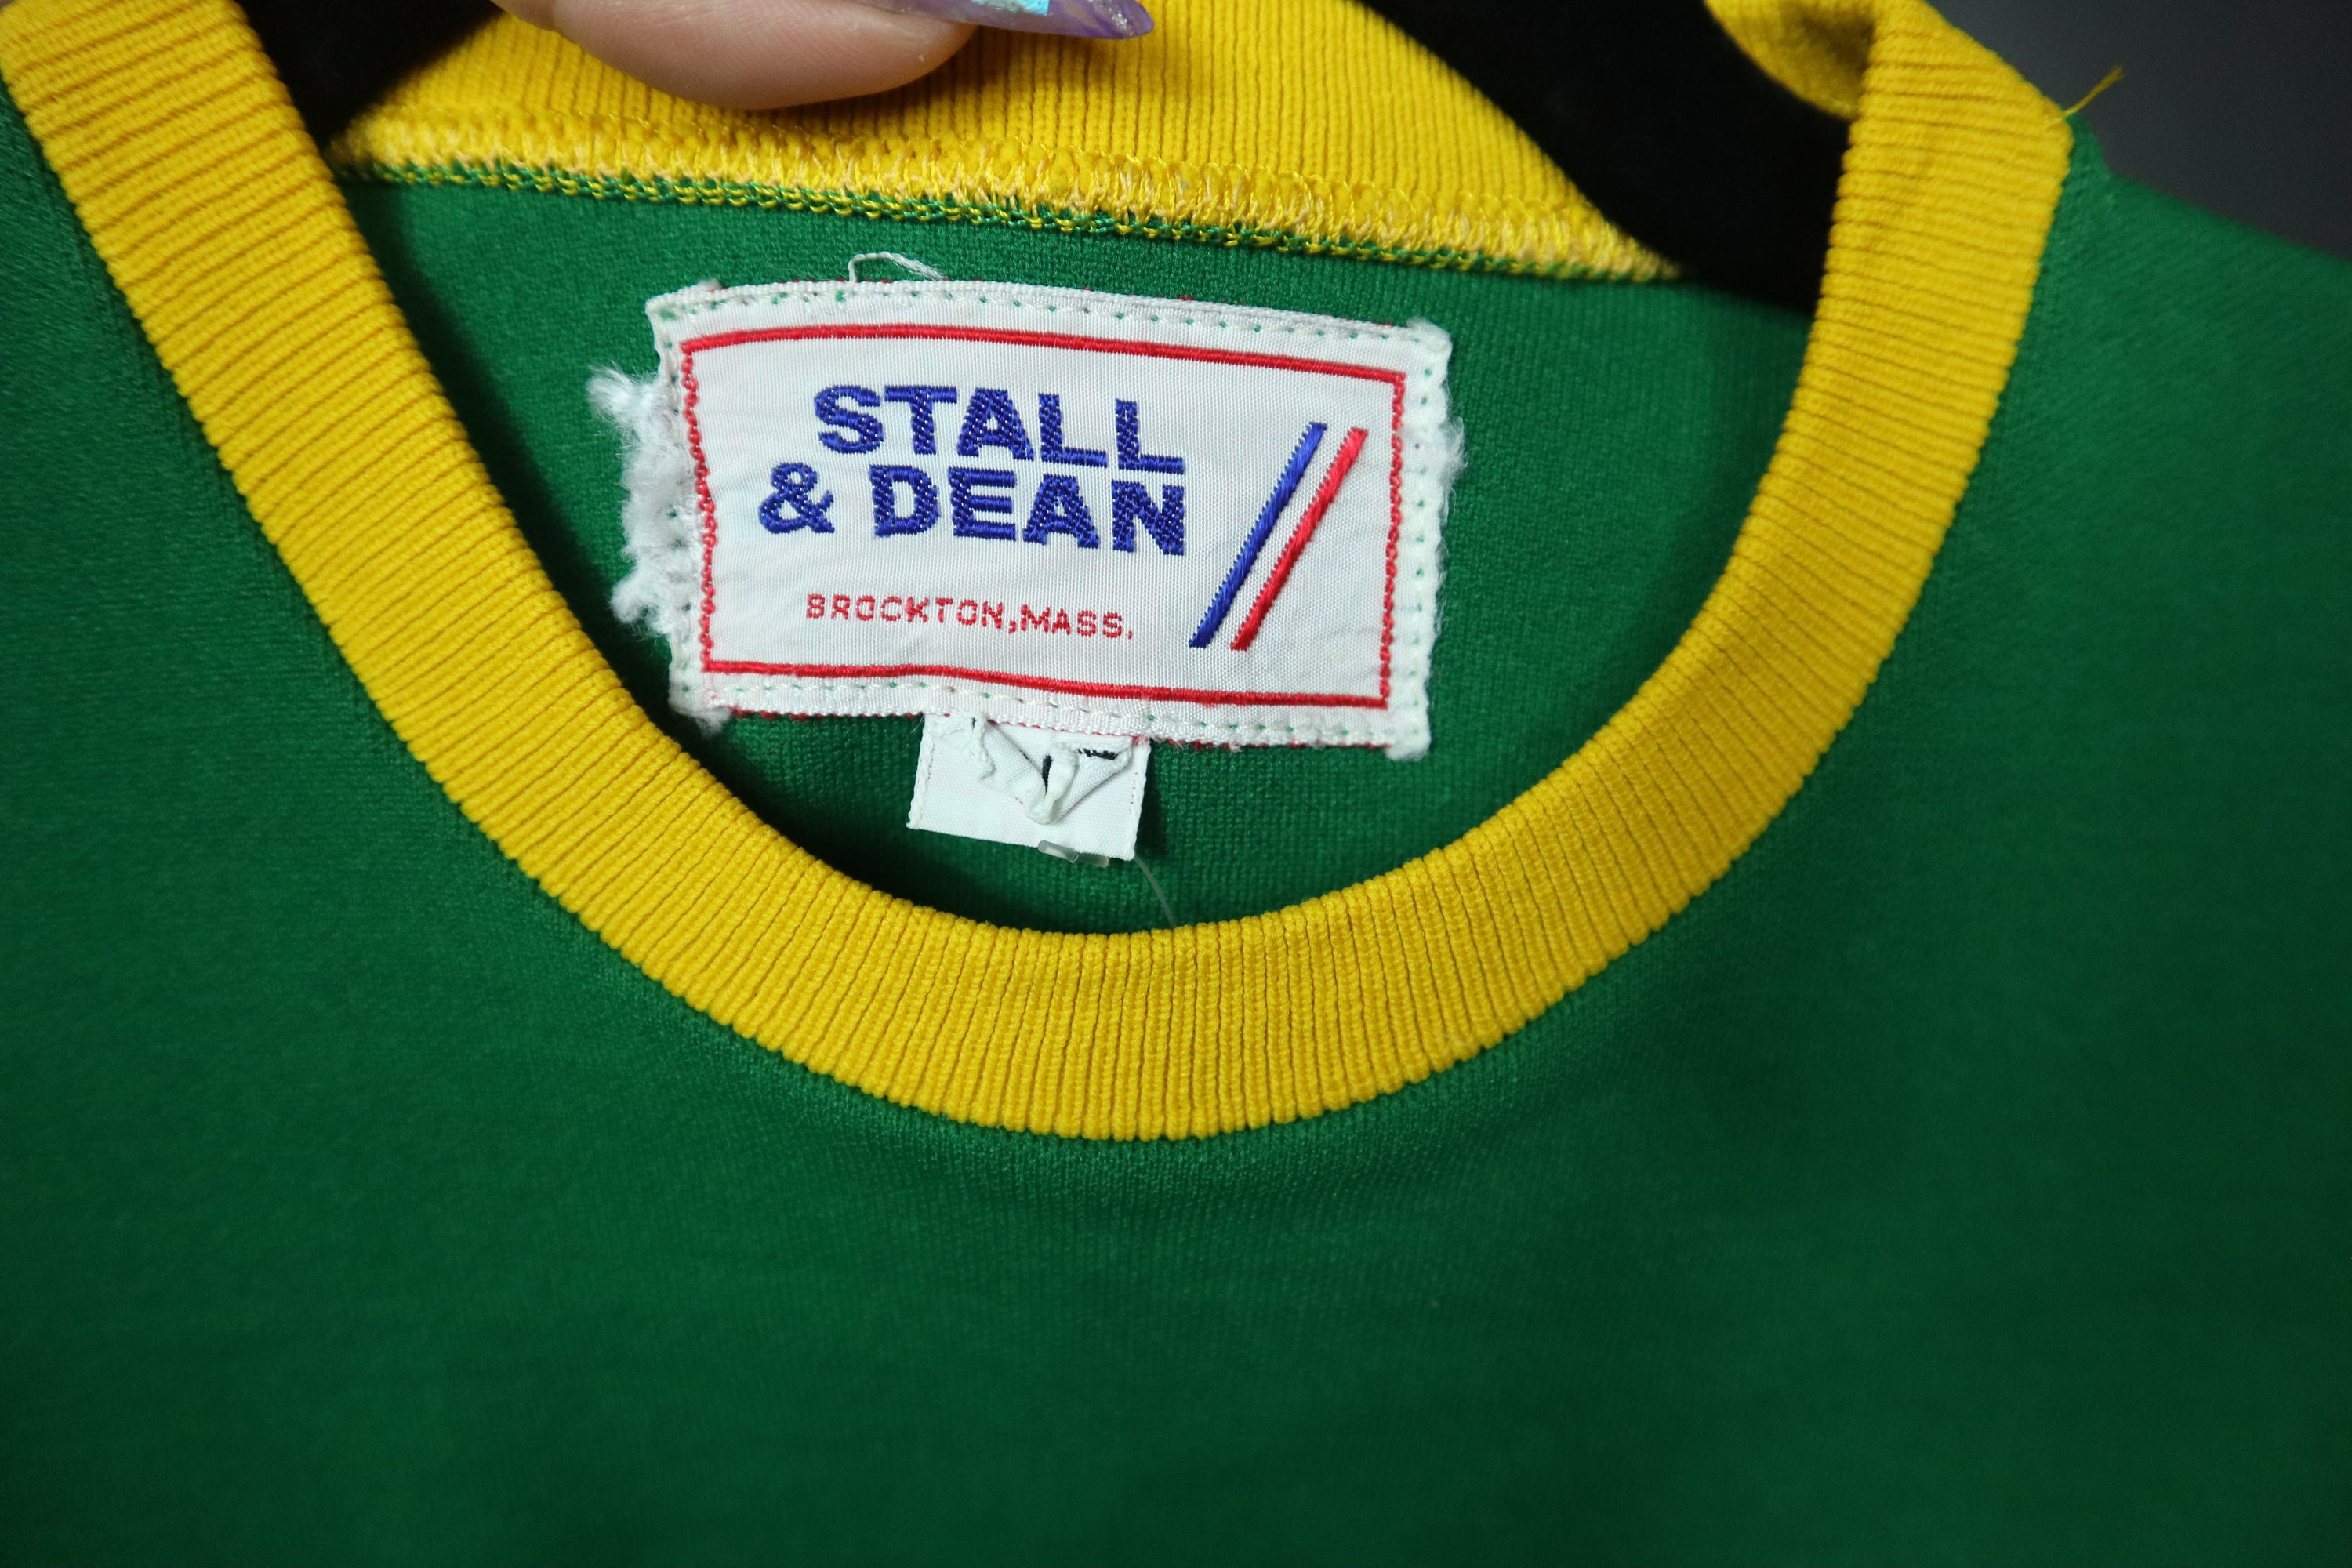 STALL
& DEAN
BROCKTON,MASS.